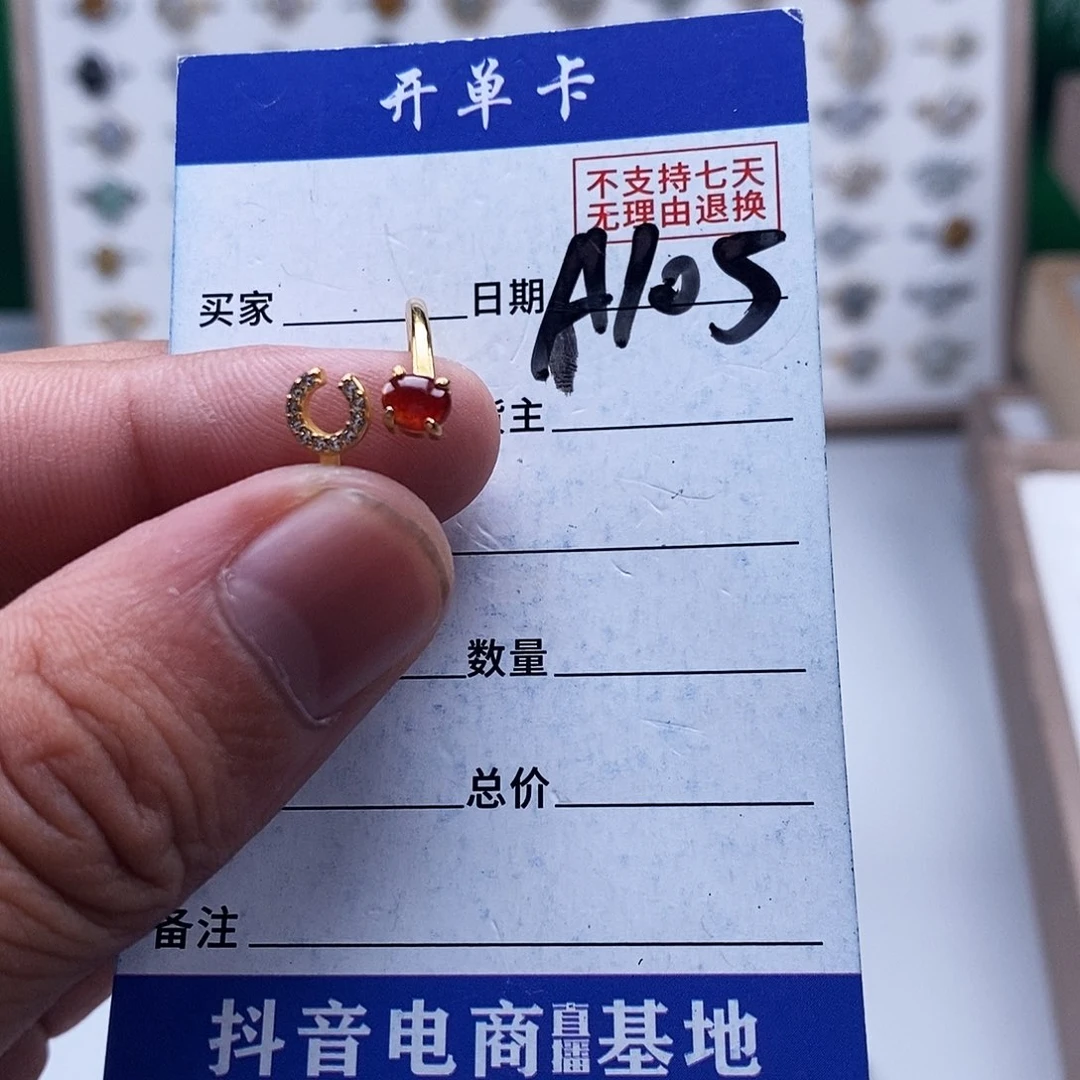 开单卡
不支持七天
无理由退换
A105
买家 日期
货主
数量
总价
备注
抖音电商直播基地